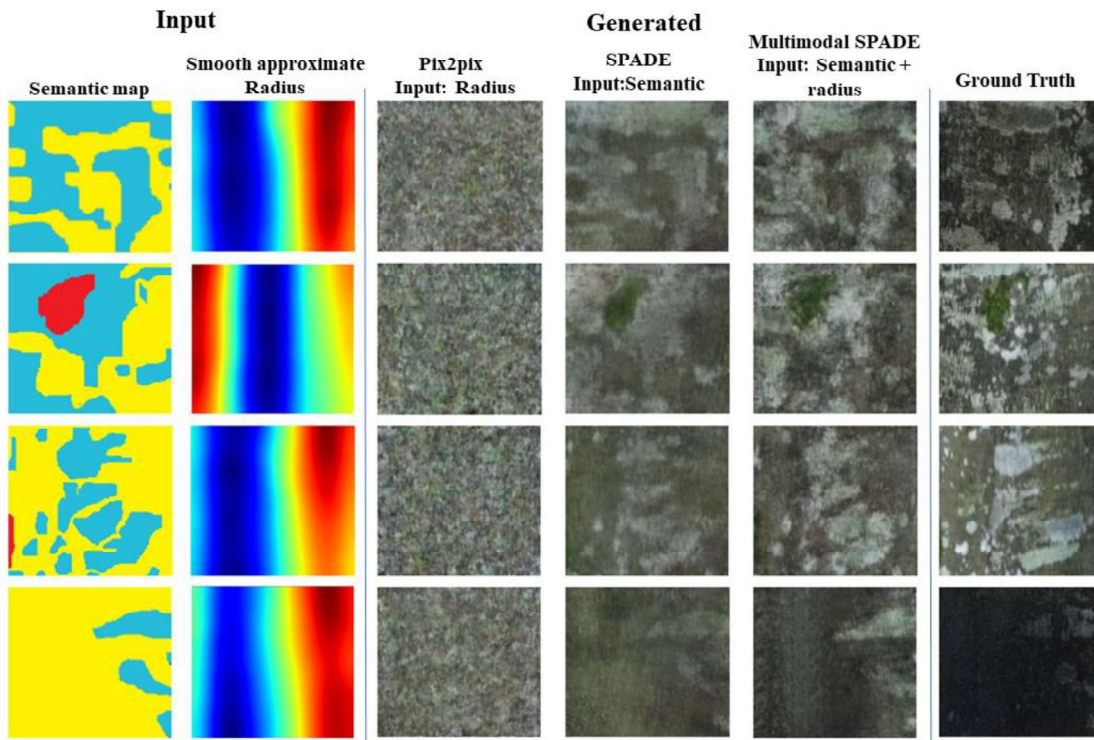 Input
Generated
Semantic map
Smooth approximate
Radius
Pix2pix
Input: Radius
SPADE
Input:Semantic
Multimodal SPADE
Input: Semantic +
radius
Ground Truth